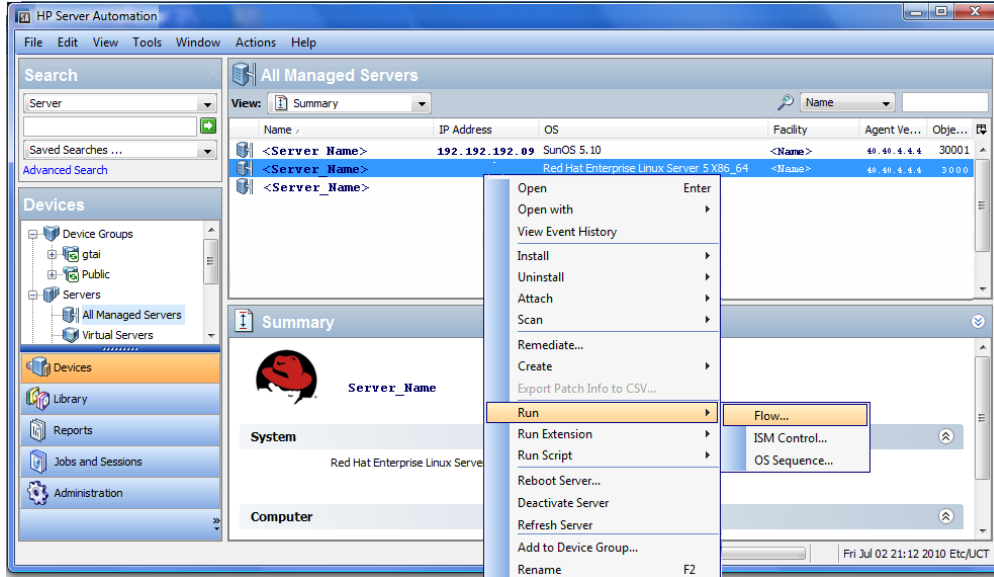 HP Server Automation
File Edit View Tools Window Actions Help
Search
Server
Saved Searches ...
Advanced Search
Devices
Device Groups
gtai
Public
Servers
All Managed Servers
Virtual Servers
Devices
Library
Reports
Jobs and Sessions
Administration
All Managed Servers
View: Summary Name
Name IP Address OS Facility Agent Ve... Obje...
<Server Name> 192.192.192.09 SunOS 5.10 <Name> 40.40.4.4.4 30001
<Server_Name> Red Hat Enterprise Linux Server 5 X86_64 <Name> 40.40.4.4.4 3000
<Server_Name>
Summary
Server_Name
System
Red Hat Enterprise Linux Serve
Computer
Open Enter
Open with
View Event History
Install
Uninstall
Attach
Scan
Remediate...
Create
Export Patch Info to CSV...
Run
Run Extension
Run Script
Reboot Server...
Deactivate Server
Refresh Server
Add to Device Group...
Rename F2
Flow...
ISM Control...
OS Sequence...
Fri Jul 02 21:12 2010 Etc/UCT